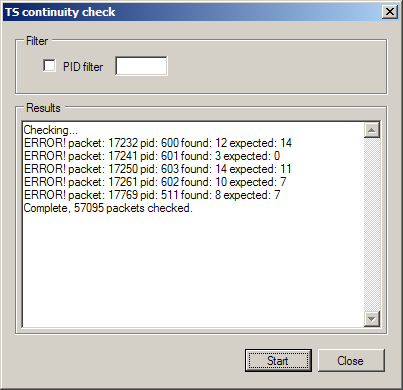 TS continuity check
Filter
PID filter
Results
Checking...
ERROR! packet: 17232 pid: 600 found: 12 expected: 14
ERROR! packet: 17241 pid: 601 found: 3 expected: 0
ERROR! packet: 17250 pid: 603 found: 14 expected: 11
ERROR! packet: 17261 pid: 602 found: 10 expected: 7
ERROR! packet: 17769 pid: 511 found: 8 expected: 7
Complete, 57095 packets checked.
Start
Close